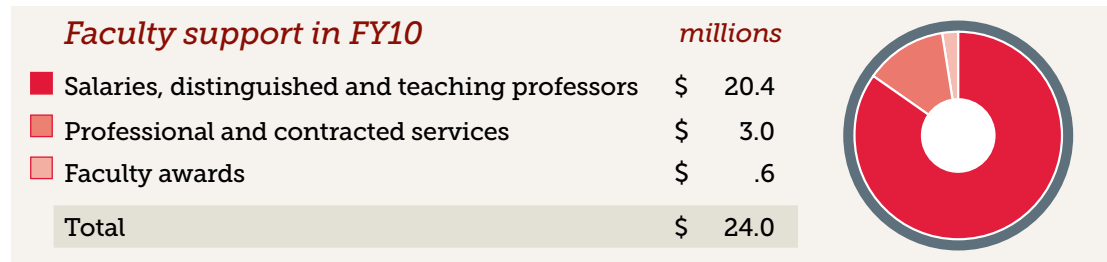 Faculty support in FY10 millions
Salaries, distinguished and teaching professors $ 20.4
Professional and contracted services $ 3.0
Faculty awards $ .6
Total $ 24.0